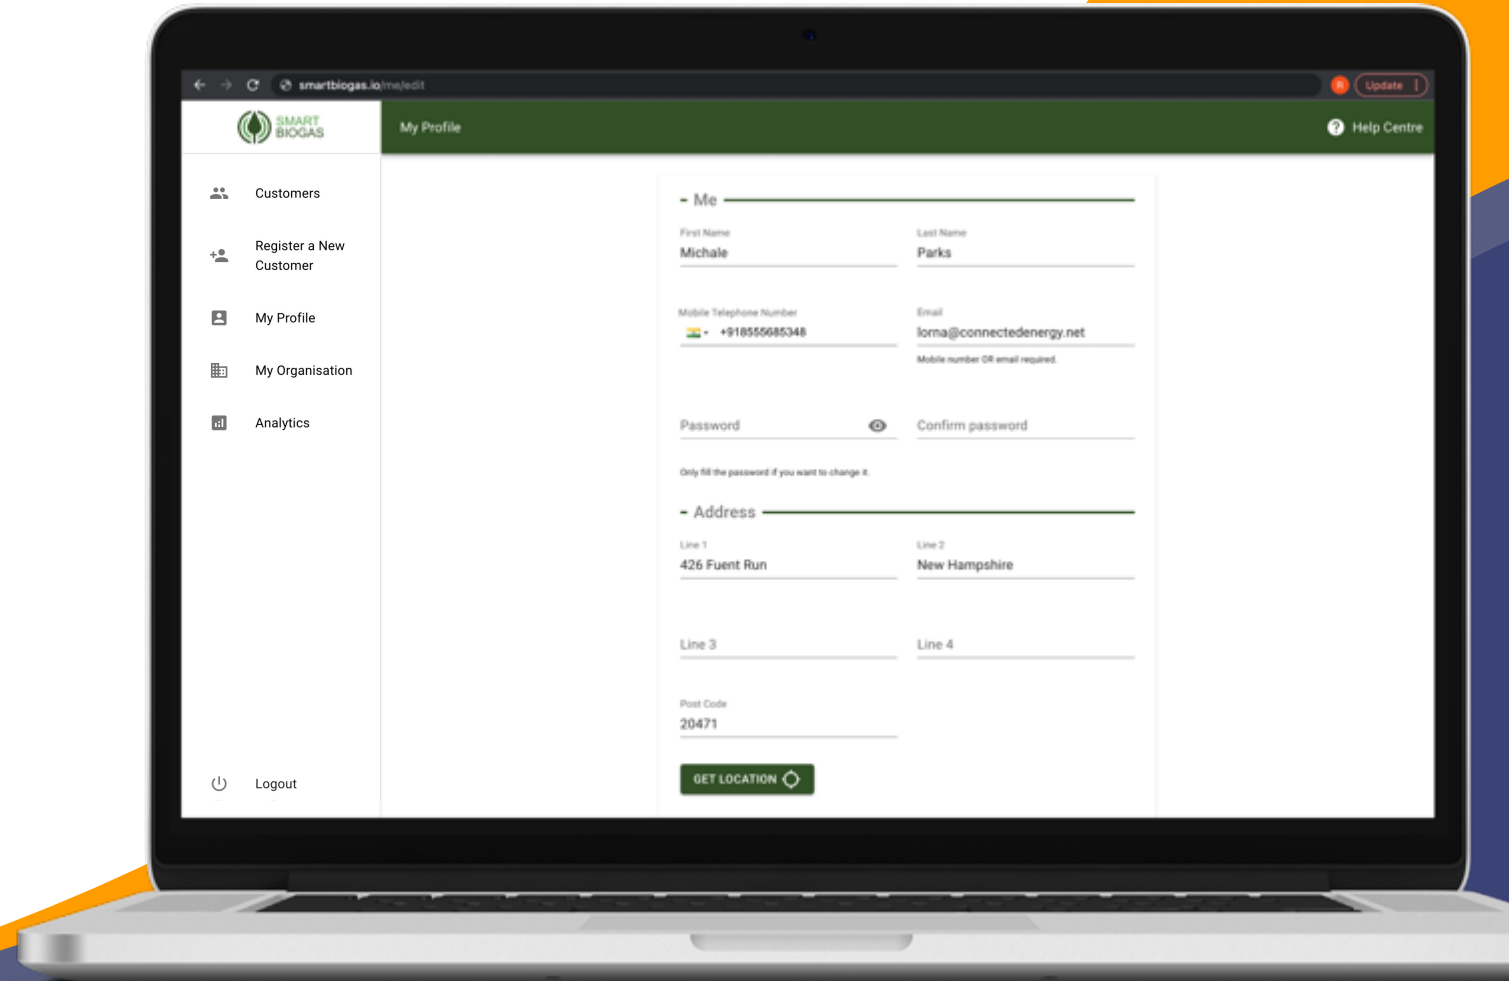 smartbiogas.io/me/edit
R
Update
SMART
BIOGAS
My Profile
? Help Centre
Customers
Register a New
Customer
My Profile
My Organisation
Analytics
Logout
Me
First Name
Last Name
Michale
Parks
Mobile Telephone Number
Email
+918555685348
lorna@connectedenergy.net
Mobile number OR email required.
Password
Confirm password
Only fill the password if you want to change it.
Address
Line 1
Line 2
426 Fuent Run
New Hampshire
Line 3
Line 4
Post Code
20471
GET LOCATION